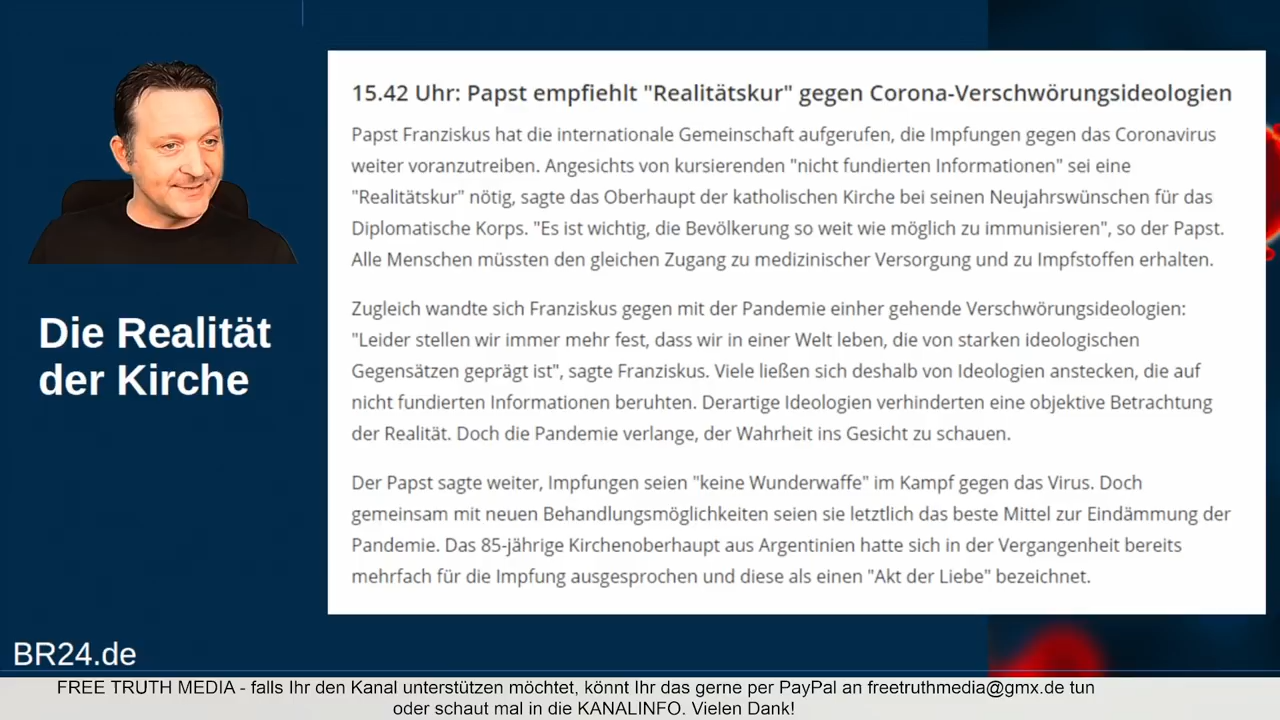 15.42 Uhr: Papst empfiehlt "Realitätskur" gegen Corona-Verschwörungsideologien
Papst Franziskus hat die internationale Gemeinschaft aufgerufen, die Impfungen gegen das Coronavirus
weiter voranzutreiben. Angesichts von kursierenden "nicht fundierten Informationen" sei eine
"Realitätskur" nötig, sagte das Oberhaupt der katholischen Kirche bei seinen Neujahrswünschen für das
Diplomatische Korps. "Es ist wichtig, die Bevölkerung so weit wie möglich zu immunisieren", so der Papst.
Alle Menschen müssten den gleichen Zugang zu medizinischer Versorgung und zu Impfstoffen erhalten.
Zugleich wandte sich Franziskus gegen mit der Pandemie einher gehende Verschwörungsideologien:
"Leider stellen wir immer mehr fest, dass wir in einer Welt leben, die von starken ideologischen
Gegensätzen geprägt ist", sagte Franziskus. Viele ließen sich deshalb von Ideologien anstecken, die auf
nicht fundierten Informationen beruhten. Derartige Ideologien verhinderten eine objektive Betrachtung
der Realität. Doch die Pandemie verlange, der Wahrheit ins Gesicht zu schauen.
Der Papst sagte weiter, Impfungen seien "keine Wunderwaffe" im Kampf gegen das Virus. Doch
gemeinsam mit neuen Behandlungsmöglichkeiten seien sie letztlich das beste Mittel zur Eindämmung der
Pandemie. Das 85-jährige Kirchenoberhaupt aus Argentinien hatte sich in der Vergangenheit bereits
mehrfach für die Impfung ausgesprochen und diese als einen "Akt der Liebe" bezeichnet.
Die Realität
der Kirche
BR24.de
FREE TRUTH MEDIA - falls Ihr den Kanal unterstützen möchtet, könnt Ihr das gerne per PayPal an freetruthmedia@gmx.de tun
oder schaut mal in die KANALINFO. Vielen Dank!